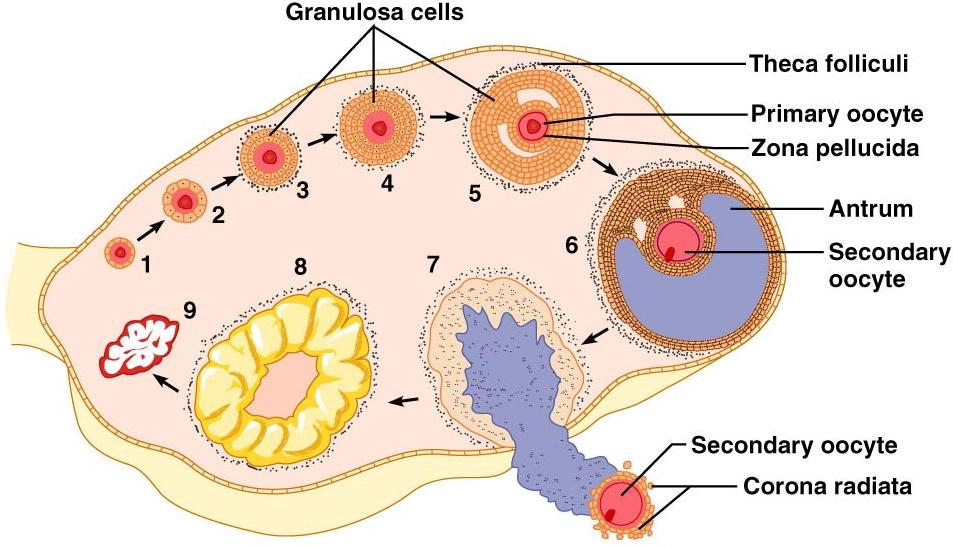 Granulosa cells
Theca folliculi
Primary oocyte
Zona pellucida
1
2
3
4
5
6
Antrum
Secondary
oocyte
7
8
9
Secondary oocyte
Corona radiata